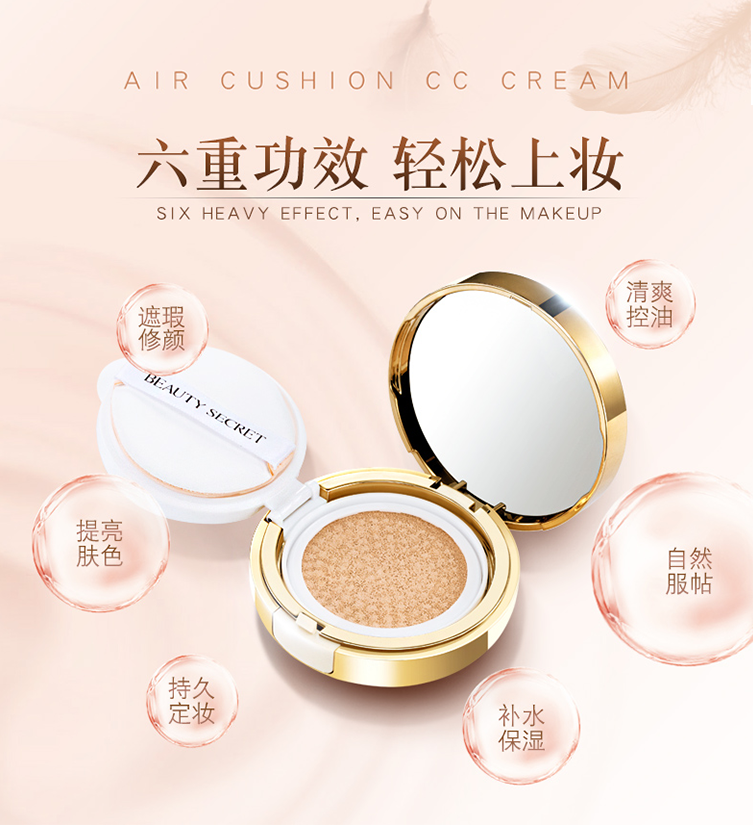 AIR CUSHION CC CREAM
六重功效 轻松上妆
SIX HEAVY EFFECT, EASY ON THE MAKEUP
清爽
控油
遮瑕
修颜
BEAUTY SECRET
提亮
肤色
自然
服帖
持久
定妆
补水
保湿